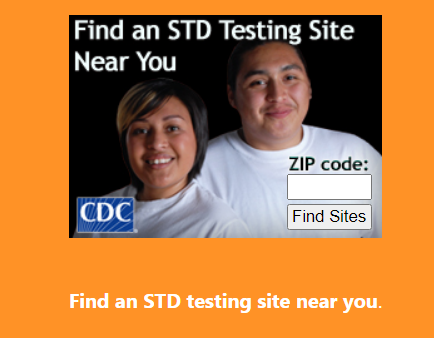 Find an STD Testing Site
Near You
ZIP code:
CDC
Find Sites
Find an STD testing site near you.